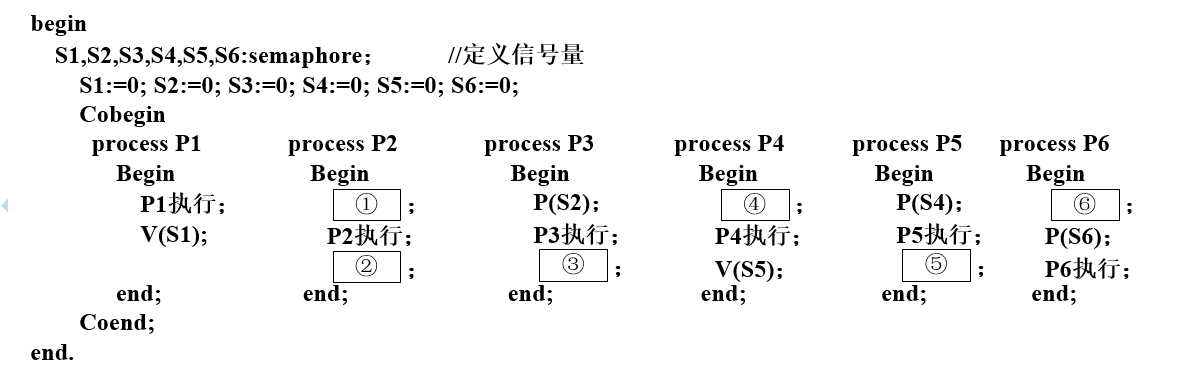 begin
S1,S2,S3,S4,S5,S6:semaphore； //定义信号量
S1:=0; S2:=0; S3:=0; S4:=0; S5:=0; S6:=0;
Cobegin
process P1 process P2 process P3 process P4 process P5 process P6
Begin Begin Begin Begin Begin Begin
P1执行； ①； P(S2); ④； P(S4); ⑥；
V(S1); P2执行； P3执行； P4执行； P5执行； P(S6);
②； ③； V(S5); ⑤； P6执行；
end; end; end; end; end; end;
Coend;
end.